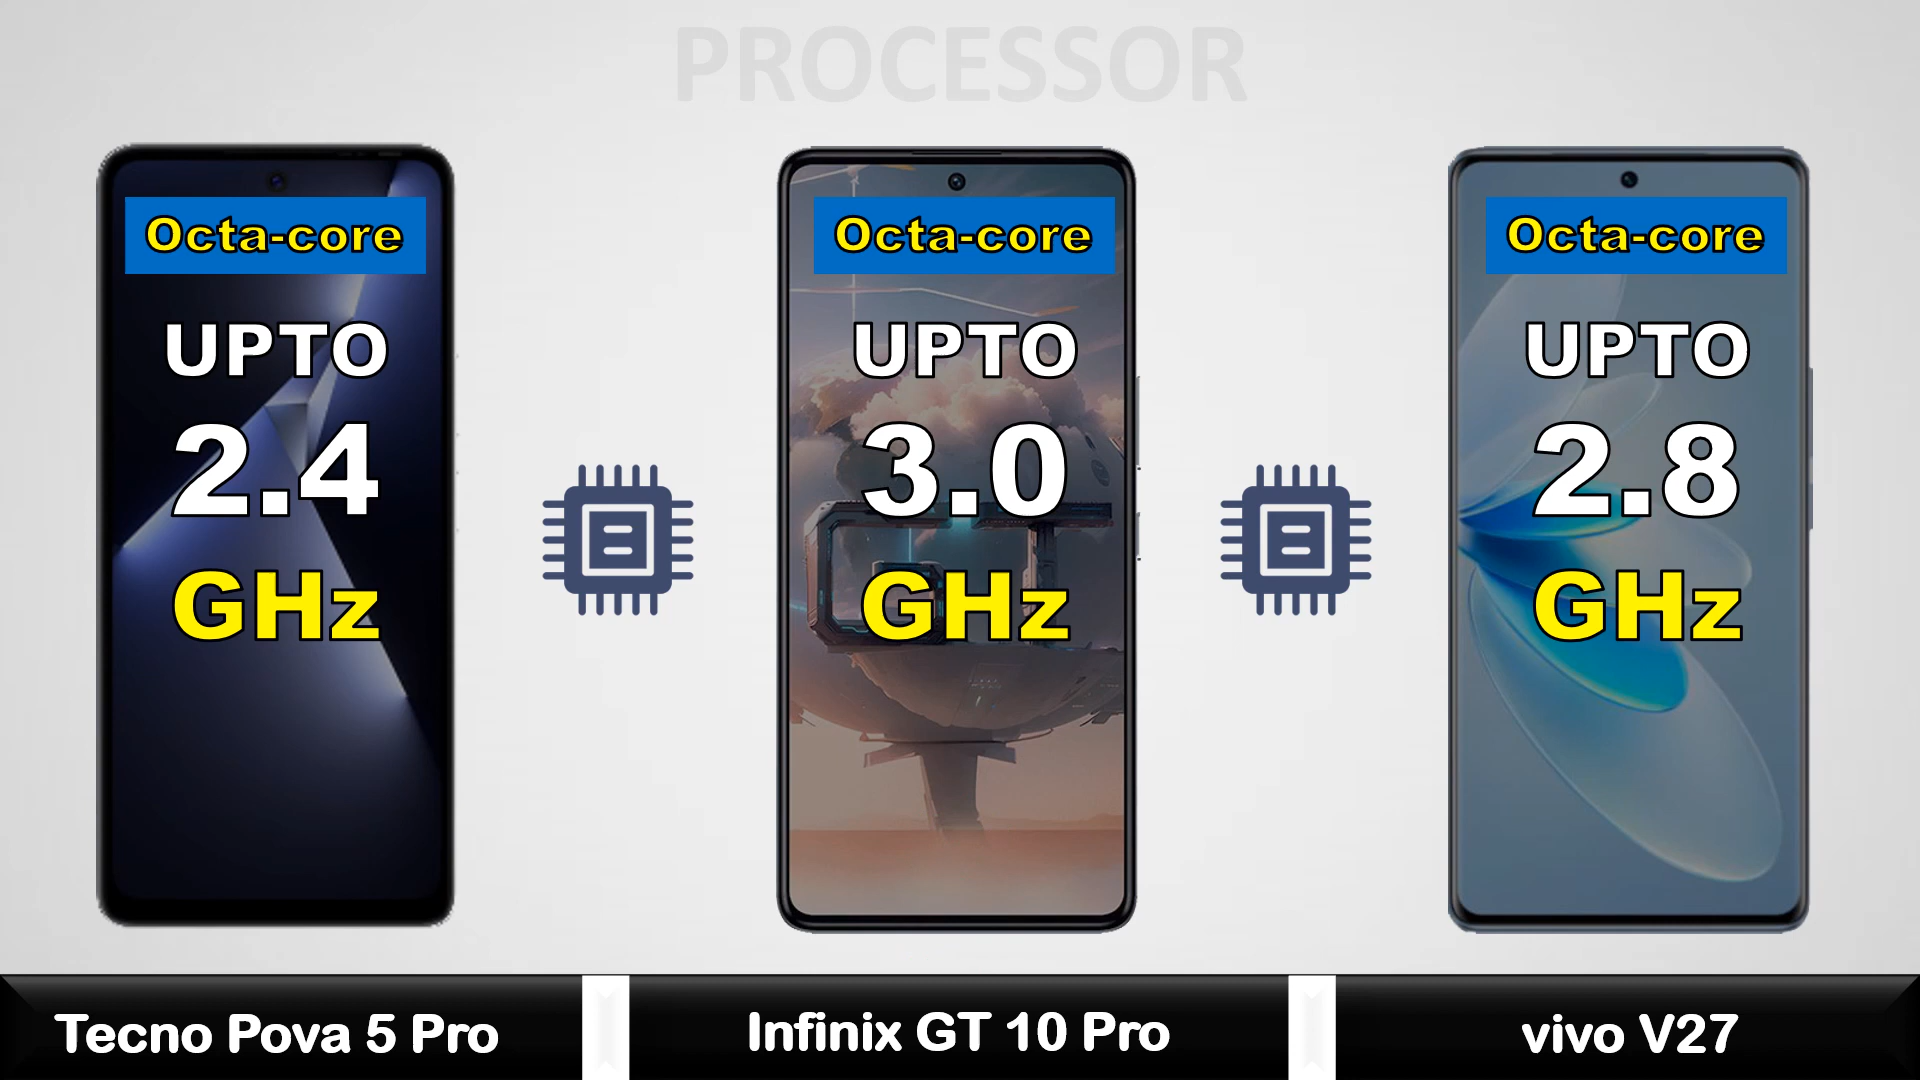 PROCESSOR
Octa-core
UPTO
2.4
GHz
Octa-core
UPTO
3.0
GHz
Octa-core
UPTO
2.8
GHz
Tecno Pova 5 Pro
Infinix GT 10 Pro
vivo V27